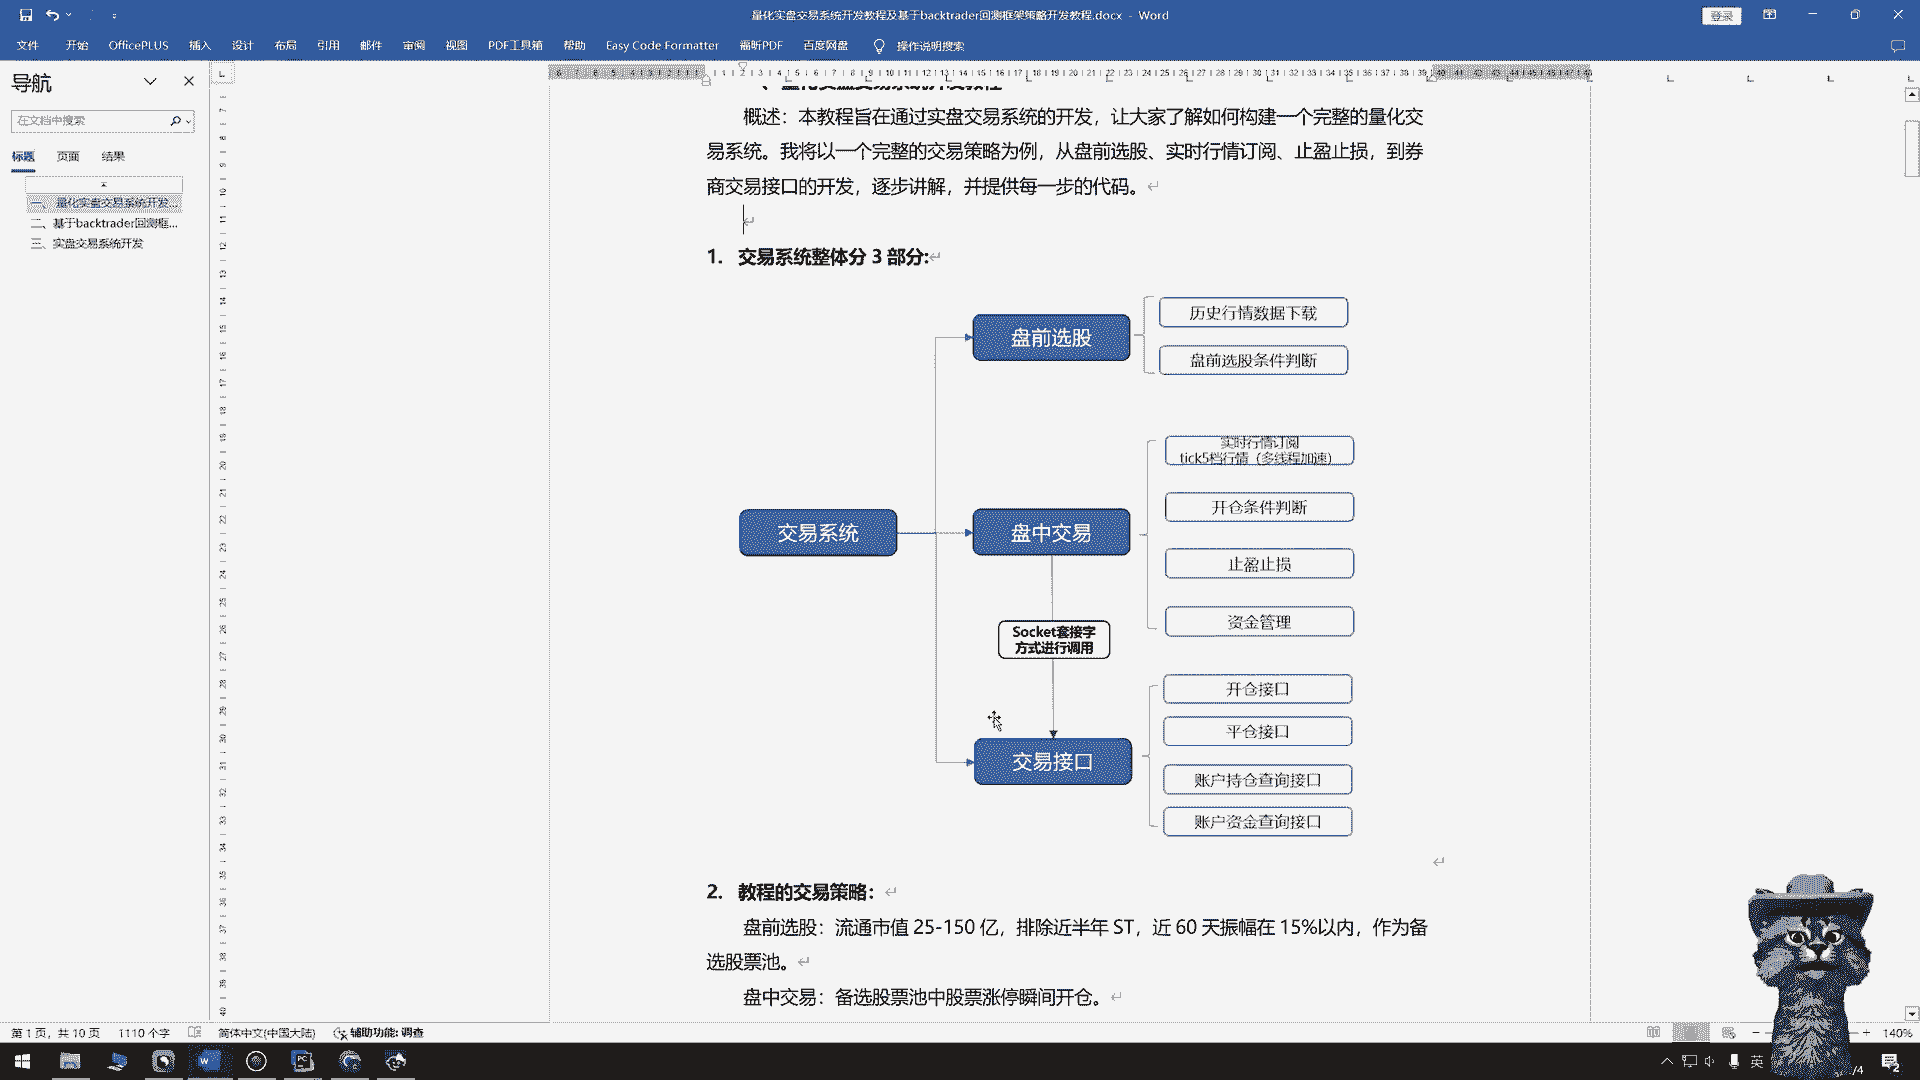 量化实盘交易系统开发教程及基于backtrader回测框架策略开发教程.docx - Word
登录
文件 开始 OfficePLUS 插入 设计 布局 引用 邮件 审阅 视图 PDF工具箱 帮助 Easy Code Formatter 福昕PDF 百度网盘 操作说明搜索
导航
在文档中搜索
标题 页面 结果
一、量化实盘交易系统开发...
二、基于backtrader回测框...
三、实盘交易系统开发
、量化实盘交易系统开发教程
概述：本教程旨在通过实盘交易系统的开发，让大家了解如何构建一个完整的量化交
易系统。我将以一个完整的交易策略为例，从盘前选股、实时行情订阅、止盈止损，到券
商交易接口的开发，逐步讲解，并提供每一步的代码。
1. 交易系统整体分 3 部分:
历史行情数据下载
盘前选股
盘前选股条件判断
实时行情订阅
tick5档行情（多线程加速）
开仓条件判断
交易系统
盘中交易
止盈止损
资金管理
Socket套接字
方式进行调用
开仓接口
平仓接口
交易接口
账户持仓查询接口
账户资金查询接口
2. 教程的交易策略：
盘前选股：流通市值 25-150 亿，排除近半年 ST，近 60 天振幅在 15%以内，作为备
选股票池。
盘中交易：备选股票池中股票涨停瞬间开仓。
第 1 页，共 10 页 1110 个字 简体中文(中国大陆) 辅助功能: 调查
140%
英